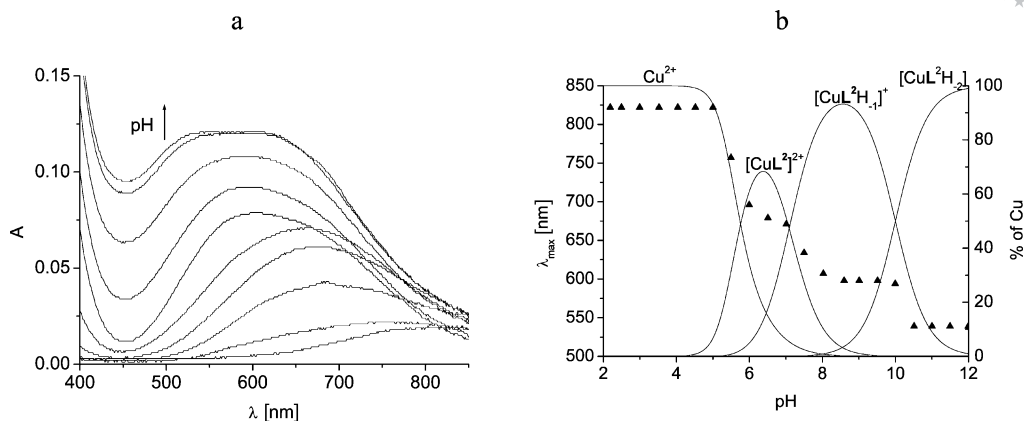 a
0.15
0.10
0.05
0.00
A
pH
400
500
600
700
800
λ [nm]
b
Cu²⁺
[CuL²]²⁺
[CuL²H₋₁]⁺
[CuL²H₋₂]
850
800
750
700
650
600
550
500
λmax [nm]
100
80
60
40
20
0
% of Cu
2
4
6
8
10
12
pH